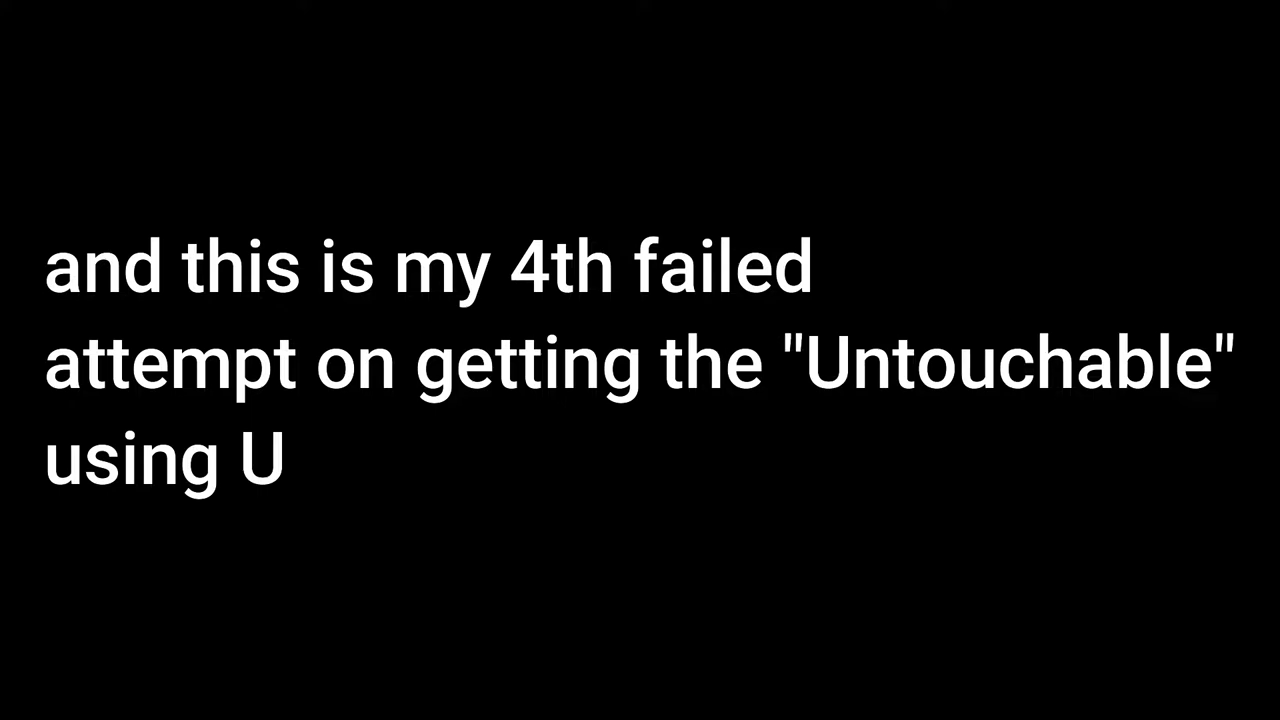 and this is my 4th failed
attempt on getting the "Untouchable"
using U